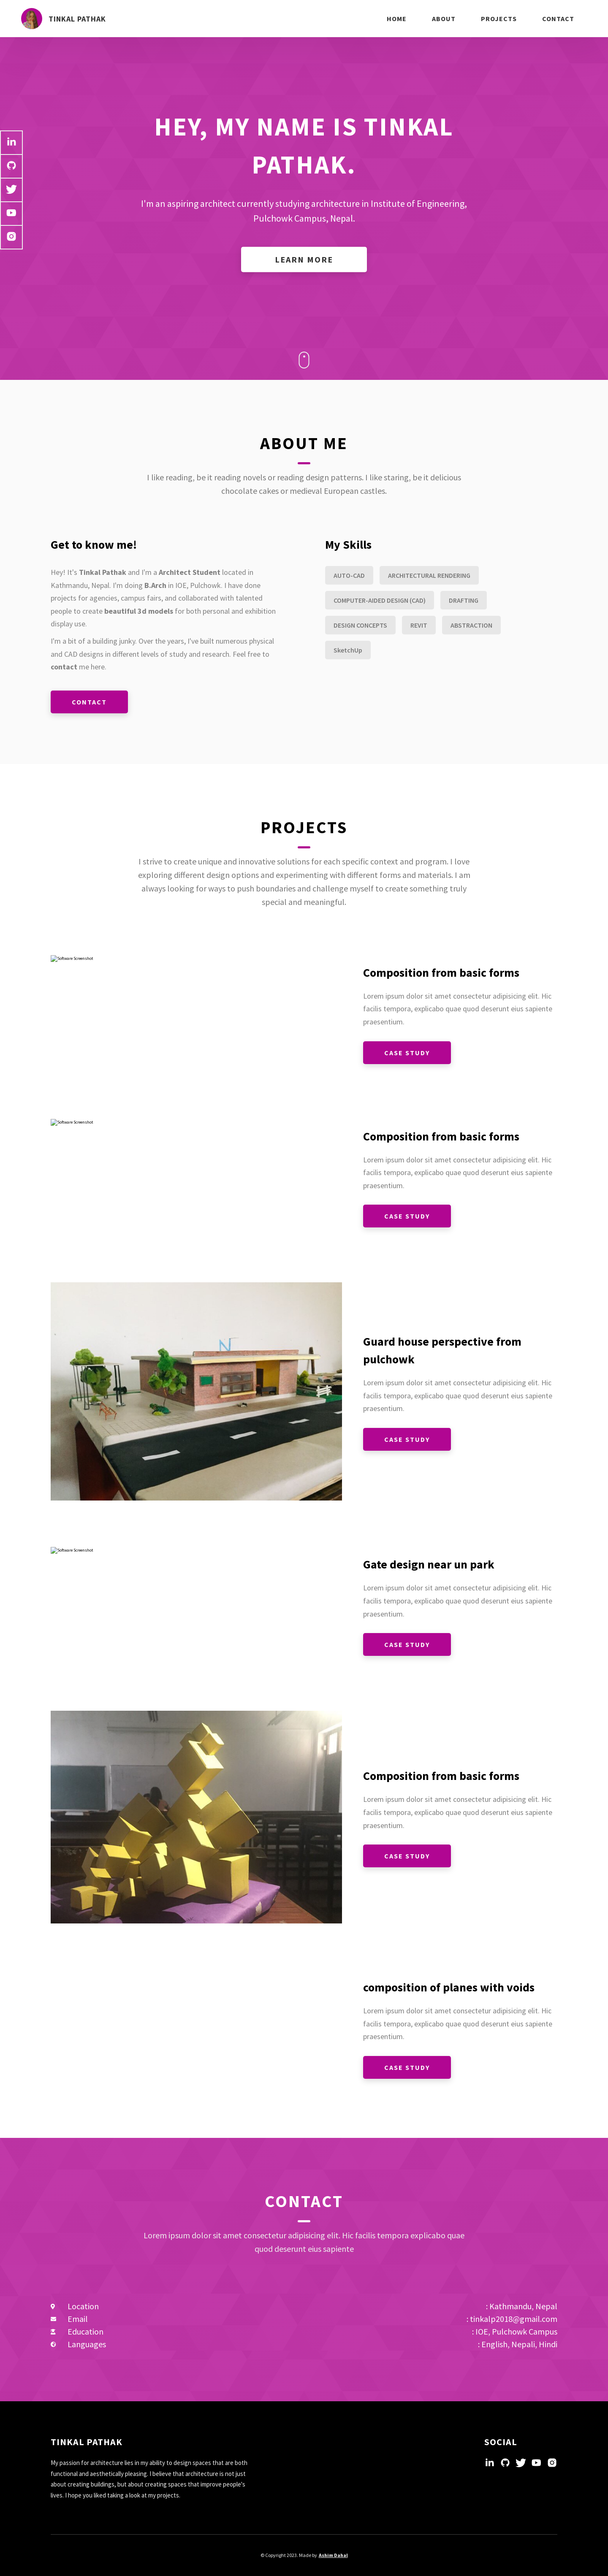 TINKAL PATHAK
HOME ABOUT PROJECTS CONTACT
HEY, MY NAME IS TINKAL
PATHAK.
I'm an aspiring architect currently studying architecture in Institute of Engineering,
Pulchowk Campus, Nepal.
LEARN MORE
ABOUT ME
I like reading, be it reading novels or reading design patterns. I like staring, be it delicious
chocolate cakes or medieval European castles.
Get to know me!
Hey! It's Tinkal Pathak and I'm a Architect Student located in
Kathmandu, Nepal. I'm doing B.Arch in IOE, Pulchowk. I have done
projects for agencies, campus fairs, and collaborated with talented
people to create beautiful 3d models for both personal and exhibition
display use.
I'm a bit of a building junky. Over the years, I've built numerous physical
and CAD designs in different levels of study and research. Feel free to
contact me here.
CONTACT
My Skills
AUTO-CAD ARCHITECTURAL RENDERING
COMPUTER-AIDED DESIGN (CAD) DRAFTING
DESIGN CONCEPTS REVIT ABSTRACTION
SketchUp
PROJECTS
I strive to create unique and innovative solutions for each specific context and program. I love
exploring different design options and experimenting with different forms and materials. I am
always looking for ways to push boundaries and challenge myself to create something truly
special and meaningful.
Software Screenshot
Composition from basic forms
Lorem ipsum dolor sit amet consectetur adipisicing elit. Hic
facilis tempora, explicabo quae quod deserunt eius sapiente
praesentium.
CASE STUDY
Software Screenshot
Composition from basic forms
Lorem ipsum dolor sit amet consectetur adipisicing elit. Hic
facilis tempora, explicabo quae quod deserunt eius sapiente
praesentium.
CASE STUDY
Guard house perspective from
pulchowk
Lorem ipsum dolor sit amet consectetur adipisicing elit. Hic
facilis tempora, explicabo quae quod deserunt eius sapiente
praesentium.
CASE STUDY
Software Screenshot
Gate design near un park
Lorem ipsum dolor sit amet consectetur adipisicing elit. Hic
facilis tempora, explicabo quae quod deserunt eius sapiente
praesentium.
CASE STUDY
Composition from basic forms
Lorem ipsum dolor sit amet consectetur adipisicing elit. Hic
facilis tempora, explicabo quae quod deserunt eius sapiente
praesentium.
CASE STUDY
composition of planes with voids
Lorem ipsum dolor sit amet consectetur adipisicing elit. Hic
facilis tempora, explicabo quae quod deserunt eius sapiente
praesentium.
CASE STUDY
CONTACT
Lorem ipsum dolor sit amet consectetur adipisicing elit. Hic facilis tempora explicabo quae
quod deserunt eius sapiente
Location : Kathmandu, Nepal
Email : tinkalp2018@gmail.com
Education : IOE, Pulchowk Campus
Languages : English, Nepali, Hindi
TINKAL PATHAK
My passion for architecture lies in my ability to design spaces that are both
functional and aesthetically pleasing. I believe that architecture is not just
about creating buildings, but about creating spaces that improve people's
lives. I hope you liked taking a look at my projects.
SOCIAL
© Copyright 2023. Made by Ashim Dahal